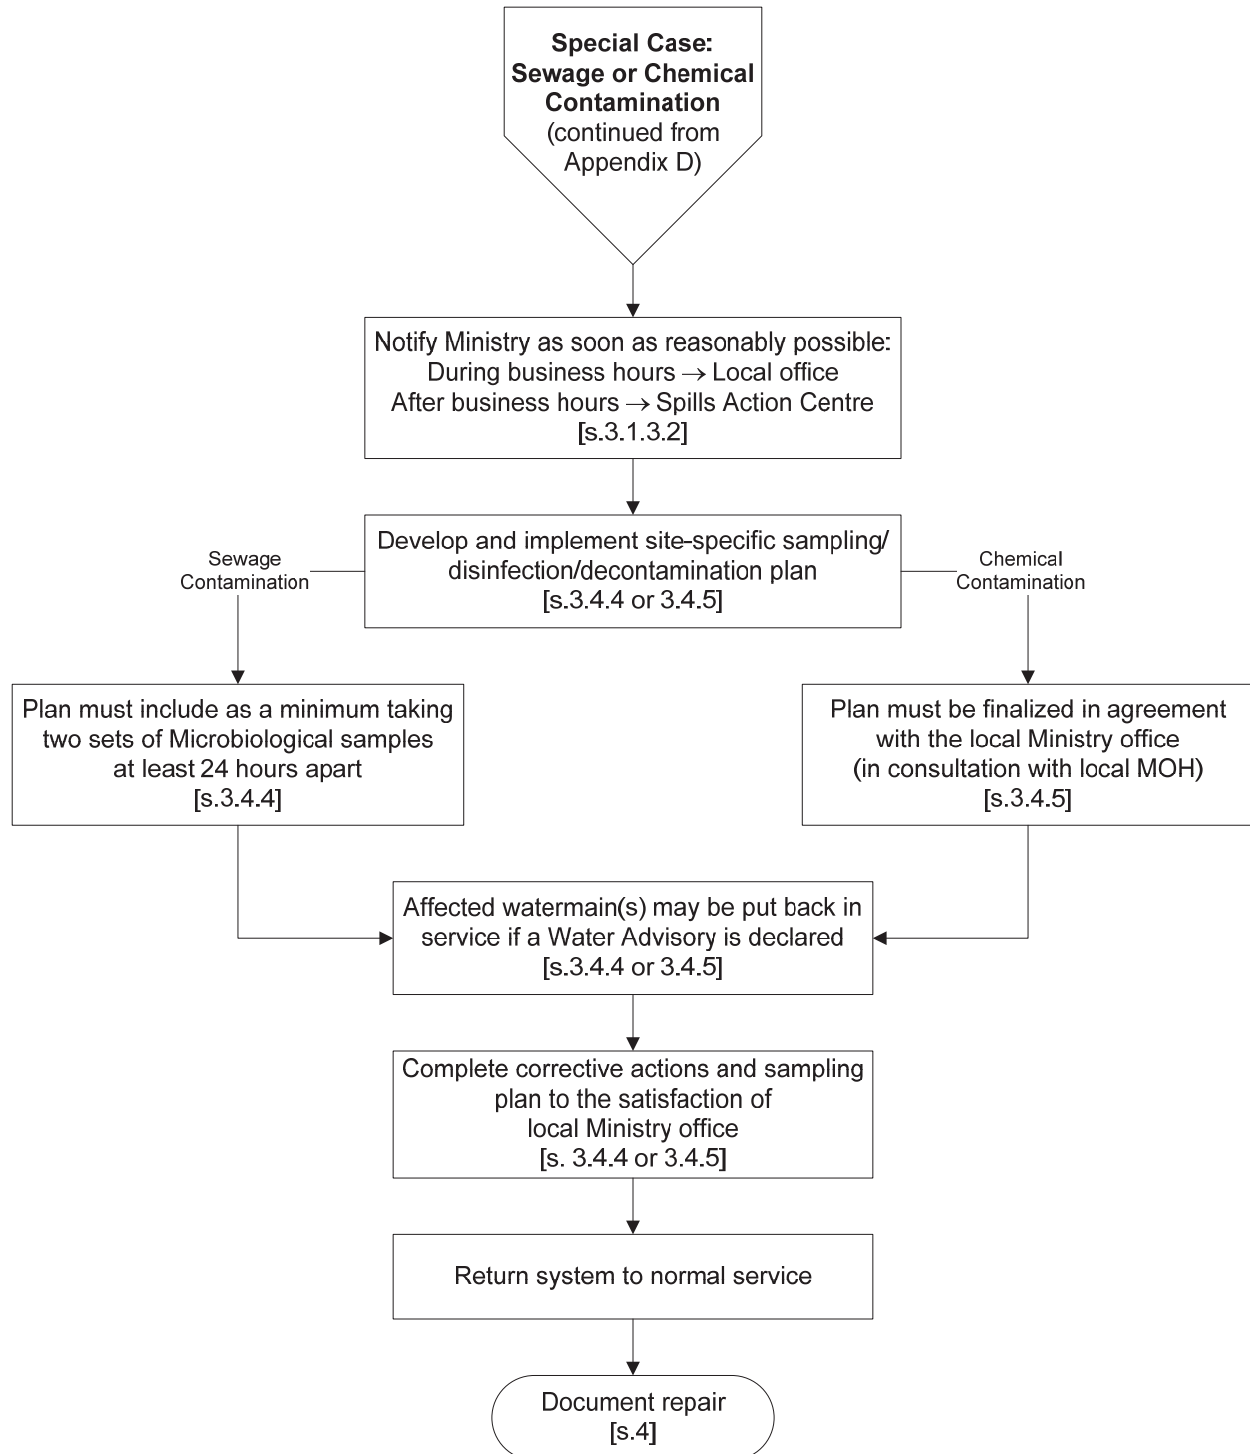 Special Case:
Sewage or Chemical
Contamination
(continued from
Appendix D)
Notify Ministry as soon as reasonably possible:
During business hours → Local office
After business hours → Spills Action Centre
[s.3.1.3.2]
Develop and implement site-specific sampling/
disinfection/decontamination plan
[s.3.4.4 or 3.4.5]
Sewage
Contamination
Chemical
Contamination
Plan must include as a minimum taking
two sets of Microbiological samples
at least 24 hours apart
[s.3.4.4]
Plan must be finalized in agreement
with the local Ministry office
(in consultation with local MOH)
[s.3.4.5]
Affected watermain(s) may be put back in
service if a Water Advisory is declared
[s.3.4.4 or 3.4.5]
Complete corrective actions and sampling
plan to the satisfaction of
local Ministry office
[s. 3.4.4 or 3.4.5]
Return system to normal service
Document repair
[s.4]